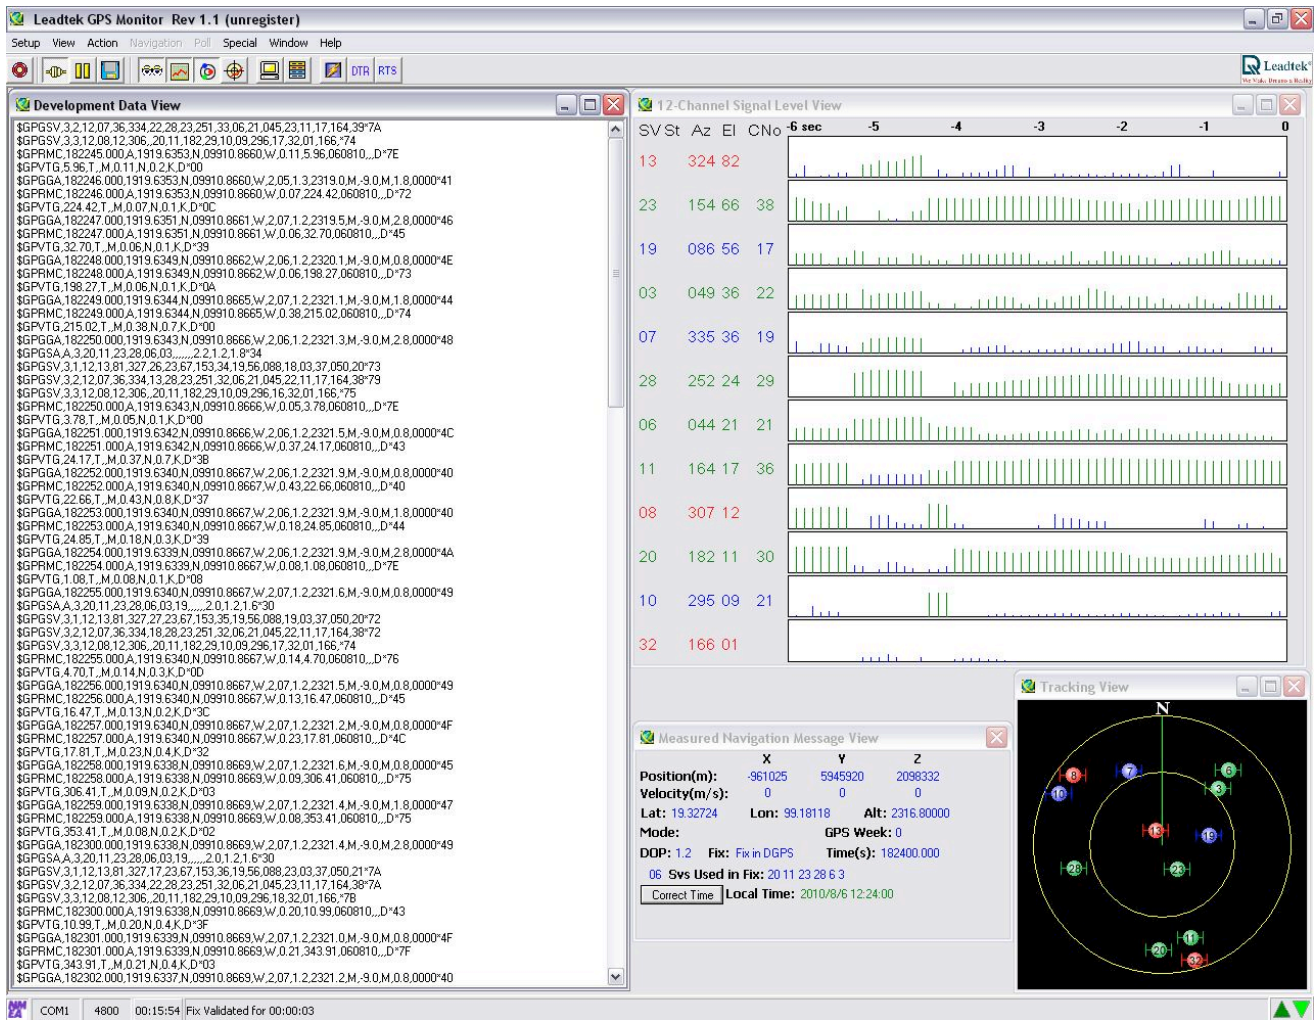 Leadtek GPS Monitor Rev 1.1 (unregister)
Setup View Action Navigation Poll Special Window Help
DTR RTS
Leadtek
Development Data View
$GPGSV,3,2,12,07,36,334,22,28,23,251,33,06,21,045,23,11,17,164,39*7A
$GPGSV,3,3,12,08,12,306,,20,11,182,29,10,09,296,17,32,01,166,*74
$GPRMC,182245.000,A,1919.6353,N,09910.8660,W,0.11,5.96,060810,,,D*7E
$GPVTG,5.96,T,,M,0.11,N,0.2,K,D*00
$GPGGA,182246.000,1919.6353,N,09910.8660,W,2,05,1.3,2319.0,M,-9.0,M,1.8,0000*41
$GPRMC,182246.000,A,1919.6353,N,09910.8660,W,0.07,224.42,060810,,,D*72
$GPVTG,224.42,T,,M,0.07,N,0.1,K,D*0C
$GPGGA,182247.000,1919.6351,N,09910.8661,W,2,07,1.2,2319.5,M,-9.0,M,2.8,0000*46
$GPRMC,182247.000,A,1919.6351,N,09910.8661,W,0.06,32.70,060810,,,D*45
$GPVTG,32.70,T,,M,0.06,N,0.1,K,D*39
$GPGGA,182248.000,1919.6349,N,09910.8662,W,2,06,1.2,2320.1,M,-9.0,M,0.8,0000*4E
$GPRMC,182248.000,A,1919.6349,N,09910.8662,W,0.06,198.27,060810,,,D*73
$GPVTG,198.27,T,,M,0.06,N,0.1,K,D*0A
$GPGGA,182249.000,1919.6344,N,09910.8665,W,2,07,1.2,2321.1,M,-9.0,M,1.8,0000*44
$GPRMC,182249.000,A,1919.6344,N,09910.8665,W,0.38,215.02,060810,,,D*74
$GPVTG,215.02,T,,M,0.38,N,0.7,K,D*00
$GPGGA,182250.000,1919.6343,N,09910.8666,W,2,06,1.2,2321.3,M,-9.0,M,2.8,0000*48
$GPGSA,A,3,20,11,23,28,06,03,,,,,,,2.2,1.2,1.8*34
$GPGSV,3,1,12,13,81,327,26,23,67,153,34,19,56,088,18,03,37,050,20*73
$GPGSV,3,2,12,07,36,334,13,28,23,251,32,06,21,045,22,11,17,164,38*79
$GPGSV,3,3,12,08,12,306,,20,11,182,29,10,09,296,16,32,01,166,*75
$GPRMC,182250.000,A,1919.6343,N,09910.8666,W,0.05,3.78,060810,,,D*7E
$GPVTG,3.78,T,,M,0.05,N,0.1,K,D*00
$GPGGA,182251.000,1919.6342,N,09910.8666,W,2,06,1.2,2321.5,M,-9.0,M,0.8,0000*4C
$GPRMC,182251.000,A,1919.6342,N,09910.8666,W,0.37,24.17,060810,,,D*43
$GPVTG,24.17,T,,M,0.37,N,0.7,K,D*3B
$GPGGA,182252.000,1919.6340,N,09910.8667,W,2,06,1.2,2321.9,M,-9.0,M,0.8,0000*40
$GPRMC,182252.000,A,1919.6340,N,09910.8667,W,0.43,22.66,060810,,,D*40
$GPVTG,22.66,T,,M,0.43,N,0.8,K,D*37
$GPGGA,182253.000,1919.6340,N,09910.8667,W,2,06,1.2,2321.9,M,-9.0,M,1.8,0000*40
$GPRMC,182253.000,A,1919.6340,N,09910.8667,W,0.18,24.85,060810,,,D*44
$GPVTG,24.85,T,,M,0.18,N,0.3,K,D*39
$GPGGA,182254.000,1919.6339,N,09910.8667,W,2,06,1.2,2321.9,M,-9.0,M,2.8,0000*4A
$GPRMC,182254.000,A,1919.6339,N,09910.8667,W,0.08,1.08,060810,,,D*7E
$GPVTG,1.08,T,,M,0.08,N,0.1,K,D*08
$GPGGA,182255.000,1919.6340,N,09910.8667,W,2,07,1.2,2321.6,M,-9.0,M,0.8,0000*49
$GPGSA,A,3,20,11,23,28,06,03,19,,,,,,2.0,1.2,1.6*30
$GPGSV,3,1,12,13,81,327,27,23,67,153,35,19,56,088,19,03,37,050,20*72
$GPGSV,3,2,12,07,36,334,18,28,23,251,32,06,21,045,22,11,17,164,38*72
$GPGSV,3,3,12,08,12,306,,20,11,182,29,10,09,296,17,32,01,166,*74
$GPRMC,182255.000,A,1919.6340,N,09910.8667,W,0.14,4.70,060810,,,D*76
$GPVTG,4.70,T,,M,0.14,N,0.3,K,D*0D
$GPGGA,182256.000,1919.6340,N,09910.8667,W,2,07,1.2,2321.5,M,-9.0,M,0.8,0000*49
$GPRMC,182256.000,A,1919.6340,N,09910.8667,W,0.13,16.47,060810,,,D*45
$GPVTG,16.47,T,,M,0.13,N,0.2,K,D*3C
$GPGGA,182257.000,1919.6340,N,09910.8667,W,2,07,1.2,2321.2,M,-9.0,M,0.8,0000*4F
$GPRMC,182257.000,A,1919.6340,N,09910.8667,W,0.23,17.81,060810,,,D*4C
$GPVTG,17.81,T,,M,0.23,N,0.4,K,D*32
$GPGGA,182258.000,1919.6338,N,09910.8667,W,2,07,1.2,2321.6,M,-9.0,M,0.8,0000*45
$GPRMC,182258.000,A,1919.6338,N,09910.8667,W,0.09,306.41,060810,,,D*75
$GPVTG,306.41,T,,M,0.09,N,0.2,K,D*03
$GPGGA,182259.000,1919.6338,N,09910.8668,W,2,07,1.2,2321.4,M,-9.0,M,1.8,0000*47
$GPRMC,182259.000,A,1919.6338,N,09910.8668,W,0.08,353.41,060810,,,D*75
$GPVTG,353.41,T,,M,0.08,N,0.2,K,D*02
$GPGGA,182300.000,1919.6338,N,09910.8669,W,2,07,1.2,2321.4,M,-9.0,M,2.8,0000*49
$GPGSA,A,3,20,11,23,28,06,03,19,,,,,,2.0,1.2,1.6*30
$GPGSV,3,1,12,13,81,327,17,23,67,153,36,19,56,088,23,03,37,050,21*7A
$GPGSV,3,2,12,07,36,334,22,28,23,251,32,06,21,045,23,11,17,164,38*7A
$GPGSV,3,3,12,08,12,306,,20,11,182,29,10,09,296,18,32,01,166,*7B
$GPRMC,182300.000,A,1919.6338,N,09910.8669,W,0.20,10.99,060810,,,D*43
$GPVTG,10.99,T,,M,0.20,N,0.4,K,D*3F
$GPGGA,182301.000,1919.6339,N,09910.8669,W,2,07,1.2,2321.0,M,-9.0,M,0.8,0000*4F
$GPRMC,182301.000,A,1919.6339,N,09910.8669,W,0.21,343.91,060810,,,D*7F
$GPVTG,343.91,T,,M,0.21,N,0.4,K,D*03
$GPGGA,182302.000,1919.6337,N,09910.8669,W,2,07,1.2,2321.2,M,-9.0,M,0.8,0000*40
12-Channel Signal Level View
SV St Az El CNo -6 sec -5 -4 -3 -2 -1 0
13 324 82
23 154 66 38
19 086 56 17
03 049 36 22
07 335 36 19
28 252 24 29
06 044 21 21
11 164 17 36
08 307 12
20 182 11 30
10 295 09 21
32 166 01
Measured Navigation Message View
X Y Z
Position(m): -961025 5945920 2098332
Velocity(m/s): 0 0 0
Lat: 19.32724 Lon: 99.18118 Alt: 2316.80000
Mode: GPS Week: 0
DOP: 1.2 Fix: Fix in DGPS Time(s): 182400.000
06 Svs Used in Fix: 20 11 23 28 6 3
Correct Time Local Time: 2010/8/6 12:24:00
Tracking View
N
8 7 6
10 3
13 19
28 23
20 11
32
NMEA COM1 4800 00:15:54 Fix Validated for 00:00:03